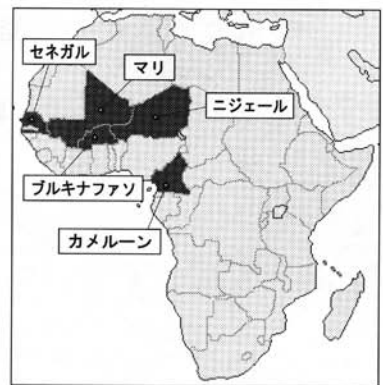 セネガル
マリ
ニジェール
ブルキナファソ
カメルーン